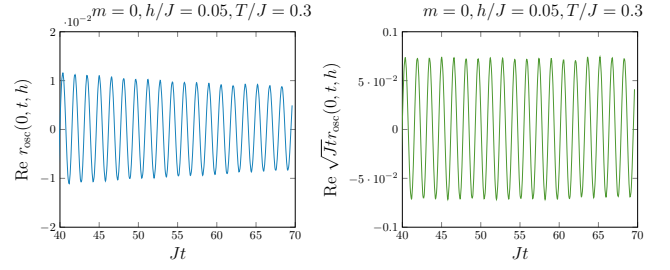 ·10⁻² m = 0, h/J = 0.05, T/J = 0.3
2
1
0
−1
−2
40 45 50 55 60 65 70
Jt
Re r_osc(0, t, h)
m = 0, h/J = 0.05, T/J = 0.3
0.1
5 · 10⁻²
0
−5 · 10⁻²
−0.1
40 45 50 55 60 65 70
Jt
Re √Jt r_osc(0, t, h)